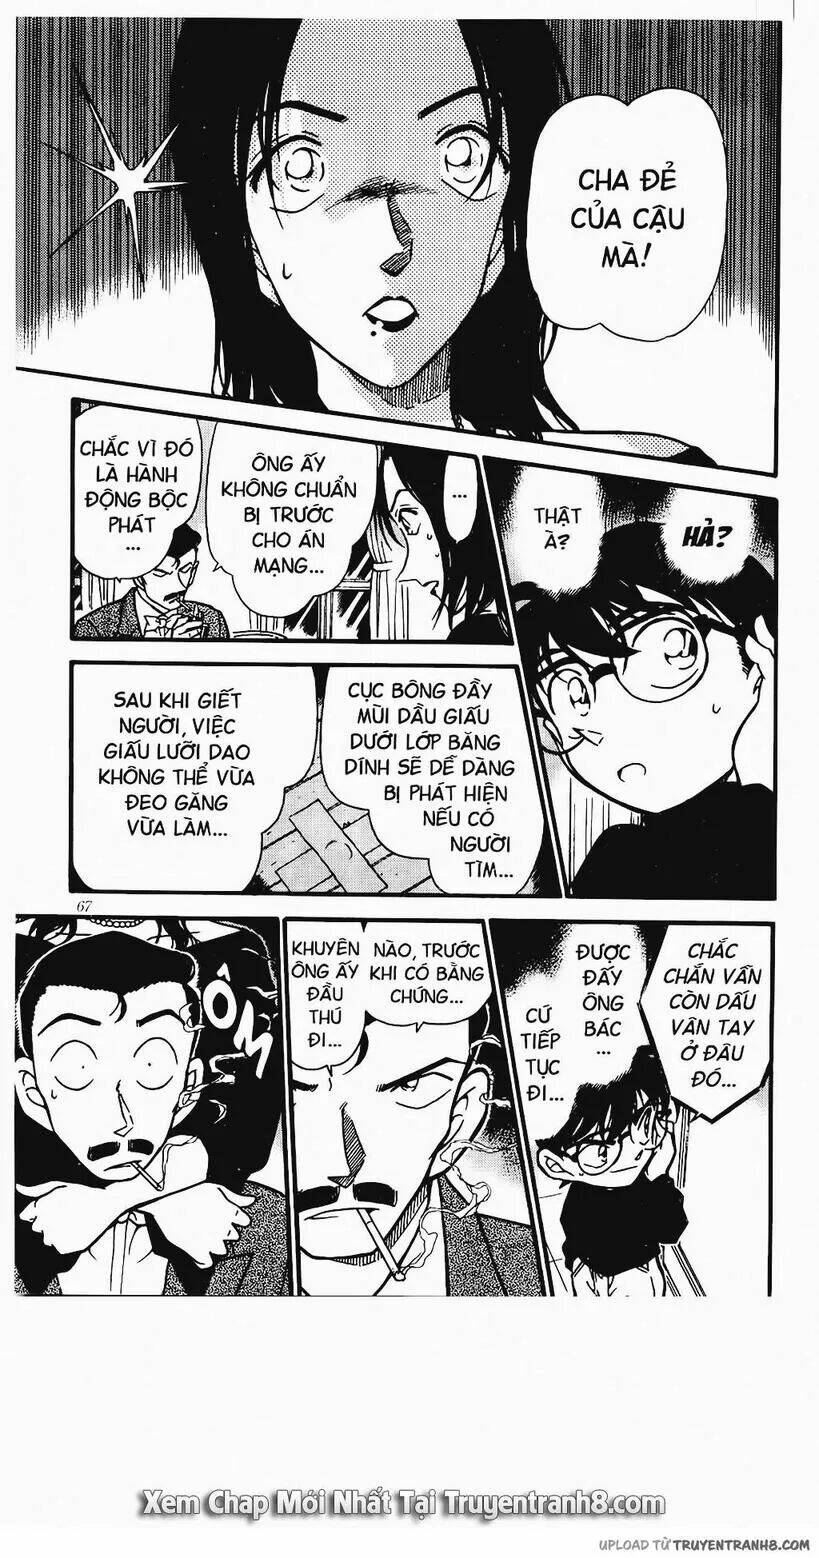 CHA ĐẺ
CỦA CẬU
MÀ!
HẢ?
THẬT
À?
...
ÔNG ẤY
KHÔNG CHUẨN
BỊ TRƯỚC
CHO ÁN
MẠNG...
CHẮC VÌ ĐÓ
LÀ HÀNH
ĐỘNG BỘC
PHÁT
...
CỤC BÔNG ĐẦY
MÙI DẦU GIẤU
DƯỚI LỚP BĂNG
DÍNH SẼ DỄ DÀNG
BỊ PHÁT HIỆN
NẾU CÓ
NGƯỜI
TÌM...
SAU KHI GIẾT
NGƯỜI, VIỆC
GIẤU LƯỠI DAO
KHÔNG THỂ VỪA
ĐEO GĂNG
VỪA LÀM...
67
CHẮC
CHẮN VẪN
CÒN DẤU
VÂN TAY
Ở ĐÂU
ĐÓ...
ĐƯỢC
ĐẤY
ÔNG
BÁC
...
CỨ
TIẾP
TỤC
ĐI...
NÀO, TRƯỚC
KHI CÓ BẰNG
CHỨNG...
KHUYÊN
ÔNG ẤY
ĐẦU
THÚ
ĐI...
ÔM
Xem Chap Mới Nhất Tại Truyentranh8.com
UPLOAD TỪ TRUYENTRANH8.COM